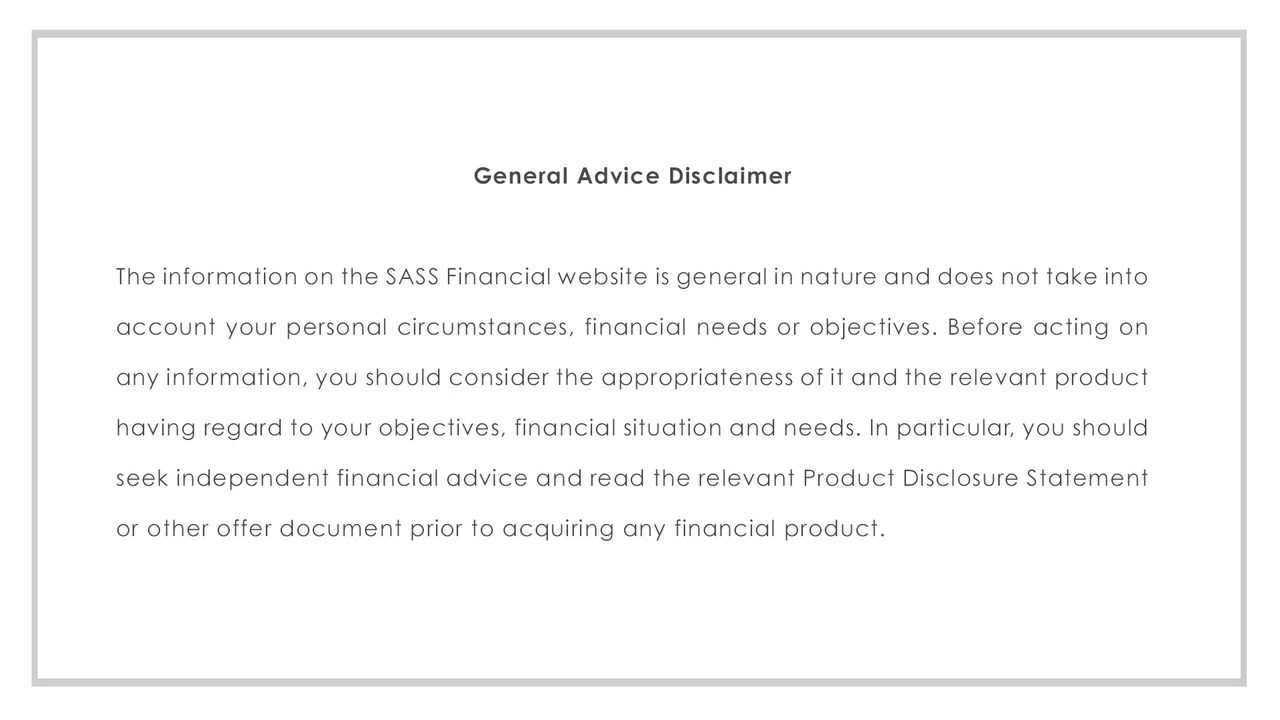 General Advice Disclaimer
The information on the SASS Financial website is general in nature and does not take into
account your personal circumstances, financial needs or objectives. Before acting on
any information, you should consider the appropriateness of it and the relevant product
having regard to your objectives, financial situation and needs. In particular, you should
seek independent financial advice and read the relevant Product Disclosure Statement
or other offer document prior to acquiring any financial product.